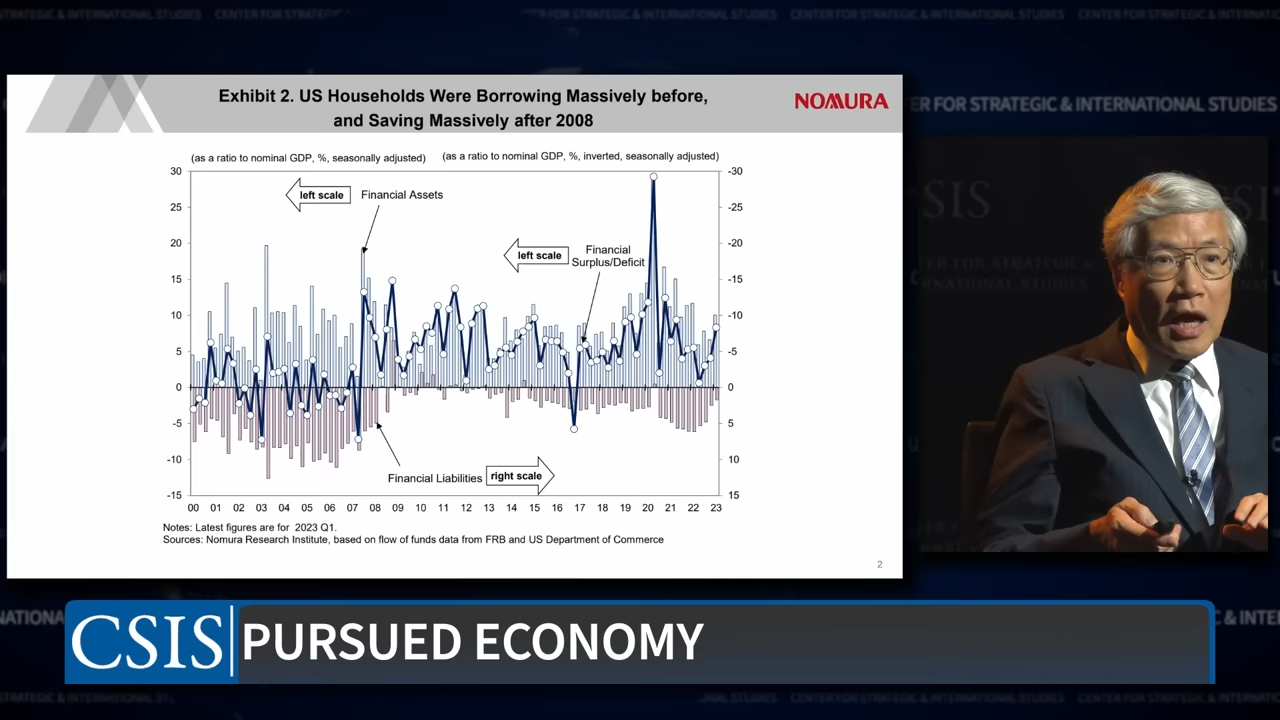 CENTER FOR STRATEGIC & INTERNATIONAL STUDIES
Exhibit 2. US Households Were Borrowing Massively before,
and Saving Massively after 2008
NOMURA
ER FOR STRATEGIC & INTERNATIONAL STUDIES
(as a ratio to nominal GDP, %, seasonally adjusted)
(as a ratio to nominal GDP, %, inverted, seasonally adjusted)
30
25
20
15
10
5
0
-5
-10
-15
-30
-25
-20
-15
-10
-5
0
5
10
15
left scale
Financial Assets
left scale
Financial
Surplus/Deficit
Financial Liabilities
right scale
00 01 02 03 04 05 06 07 08 09 10 11 12 13 14 15 16 17 18 19 20 21 22 23
Notes: Latest figures are for 2023 Q1.
Sources: Nomura Research Institute, based on flow of funds data from FRB and US Department of Commerce
2
CSIS
PURSUED ECONOMY